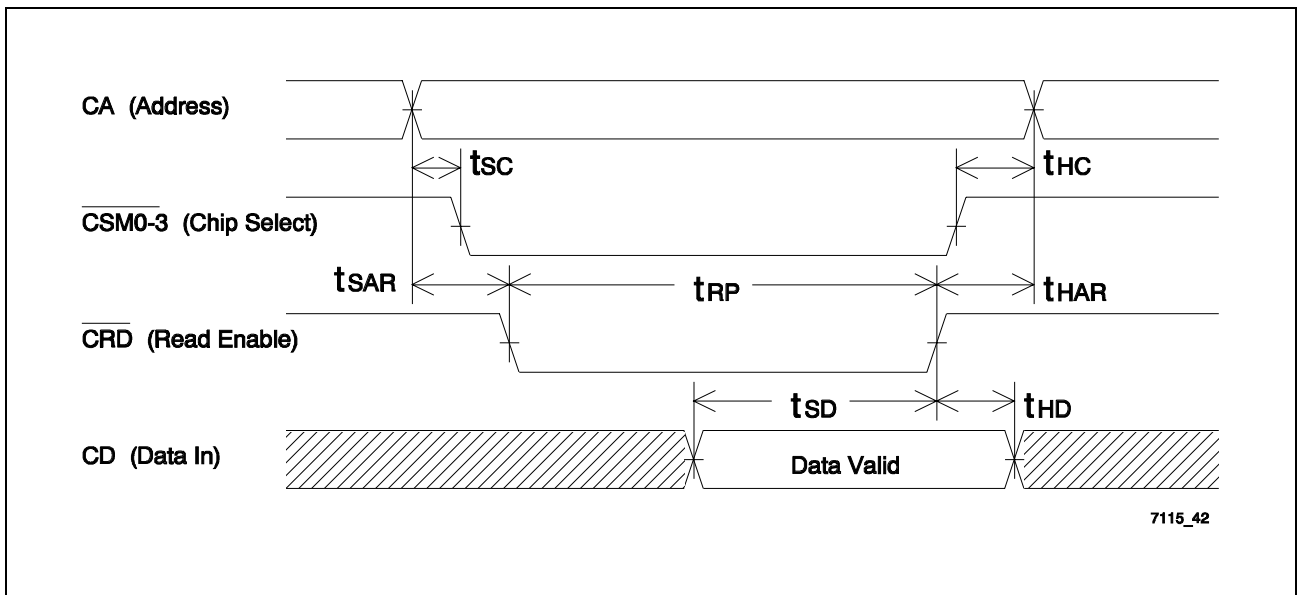 CA (Address)
tSC
tHC
CSM0-3 (Chip Select)
tSAR
tRP
tHAR
CRD (Read Enable)
tSD
tHD
CD (Data In)
Data Valid
7115_42